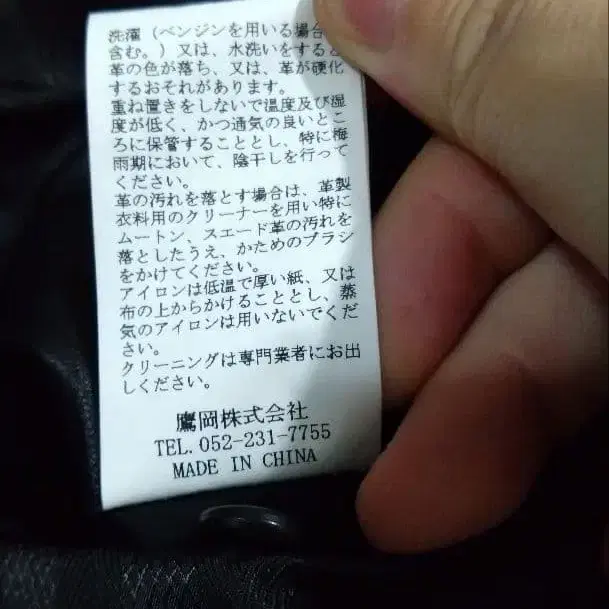 洗濯（ベンジンを用いる場合
含む。）又は、水洗いをすると
革の色が落ち、又は、革が硬化
するおそれがあります。
重ね置きをしないで温度及び湿
度が低く、かつ通気の良いとこ
ろに保管することとし、特に梅
雨期において、陰干しを行って
ください。
革の汚れを落とす場合は、革製
衣料用のクリーナーを用い特に
ムートン、スエード革の汚れを
落としたうえ、かためのブラシ
をかけてください。
アイロンは低温で厚い紙、又は
布の上からかけることとし、蒸
気のアイロンは用いないでくだ
さい。
クリーニングは専門業者にお出
しください。
鷹岡株式会社
TEL.052-231-7755
MADE IN CHINA